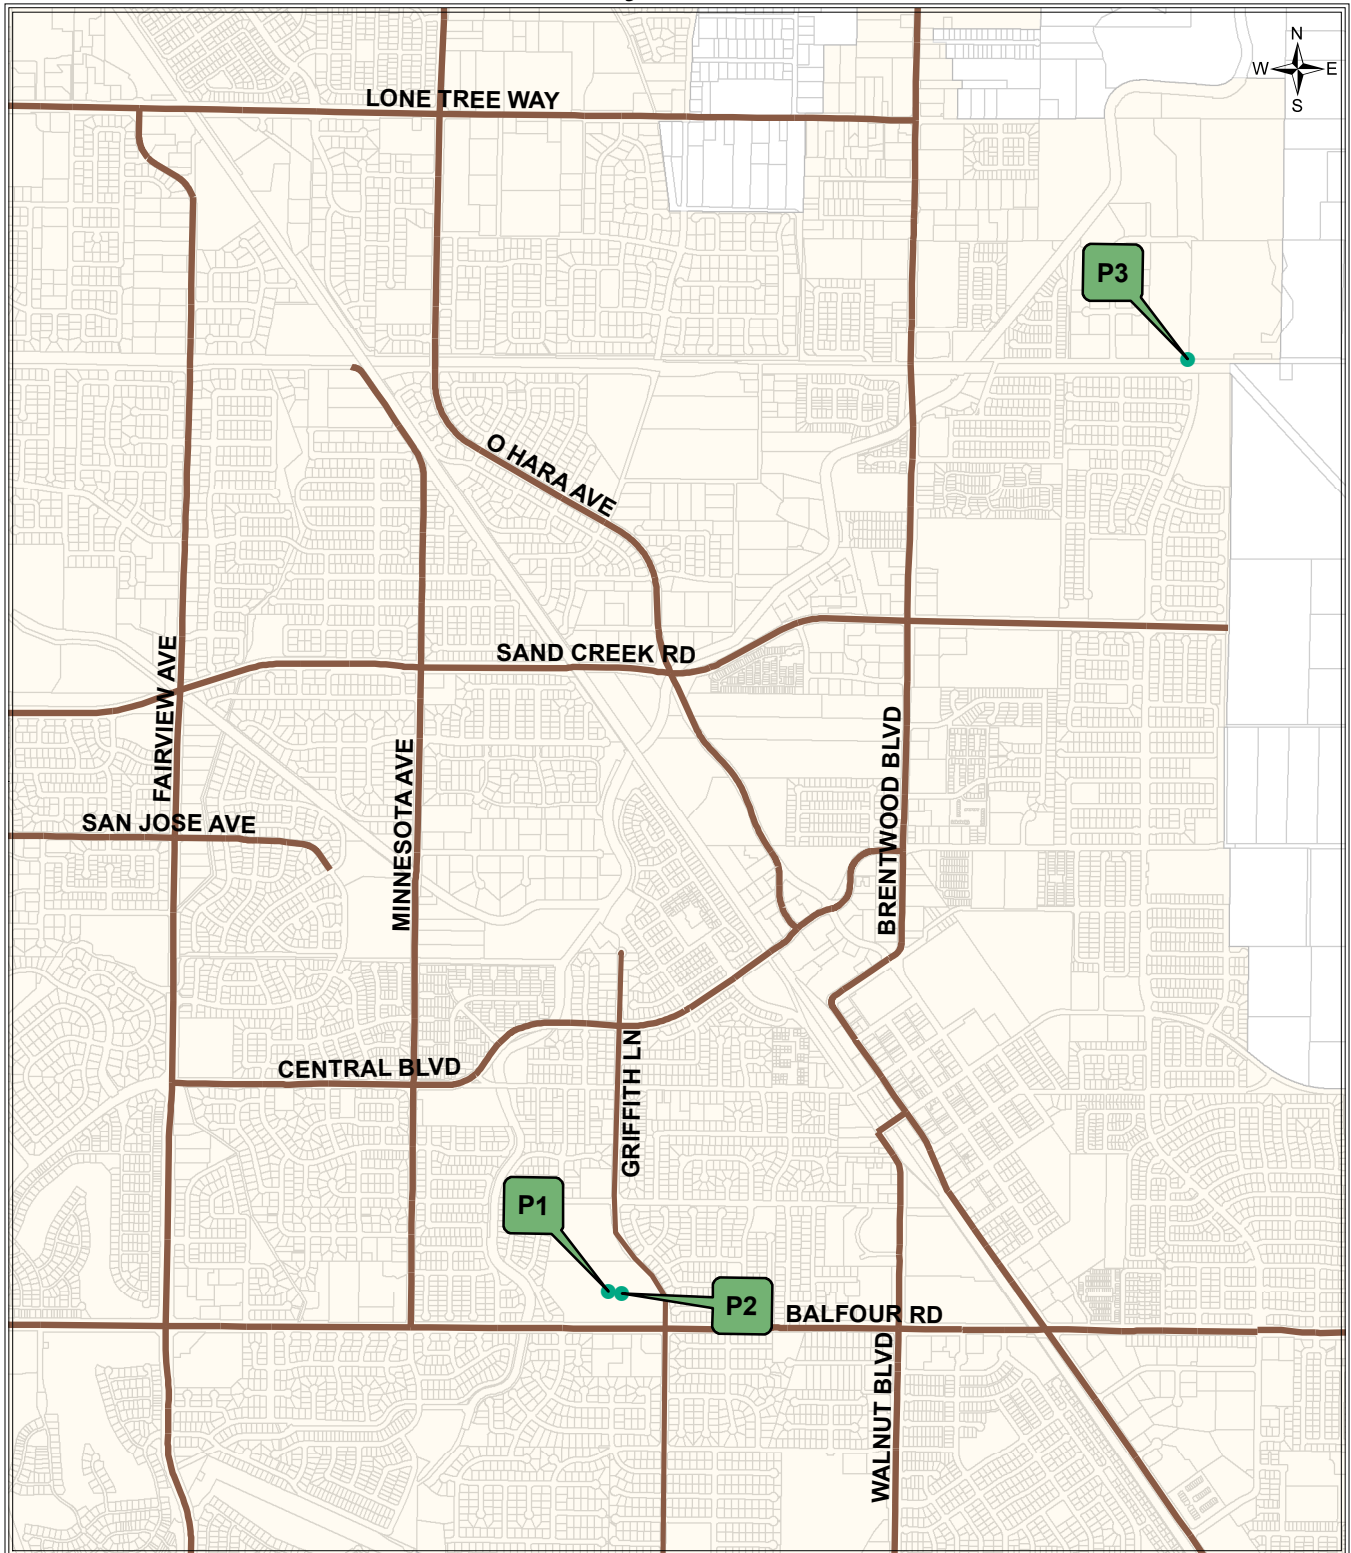 N
W E
S
LONE TREE WAY
P3
O HARA AVE
SAND CREEK RD
FAIRVIEW AVE
BRENTWOOD BLVD
MINNESOTA AVE
SAN JOSE AVE
GRIFFITH LN
CENTRAL BLVD
P1
P2
BALFOUR RD
WALNUT BLVD